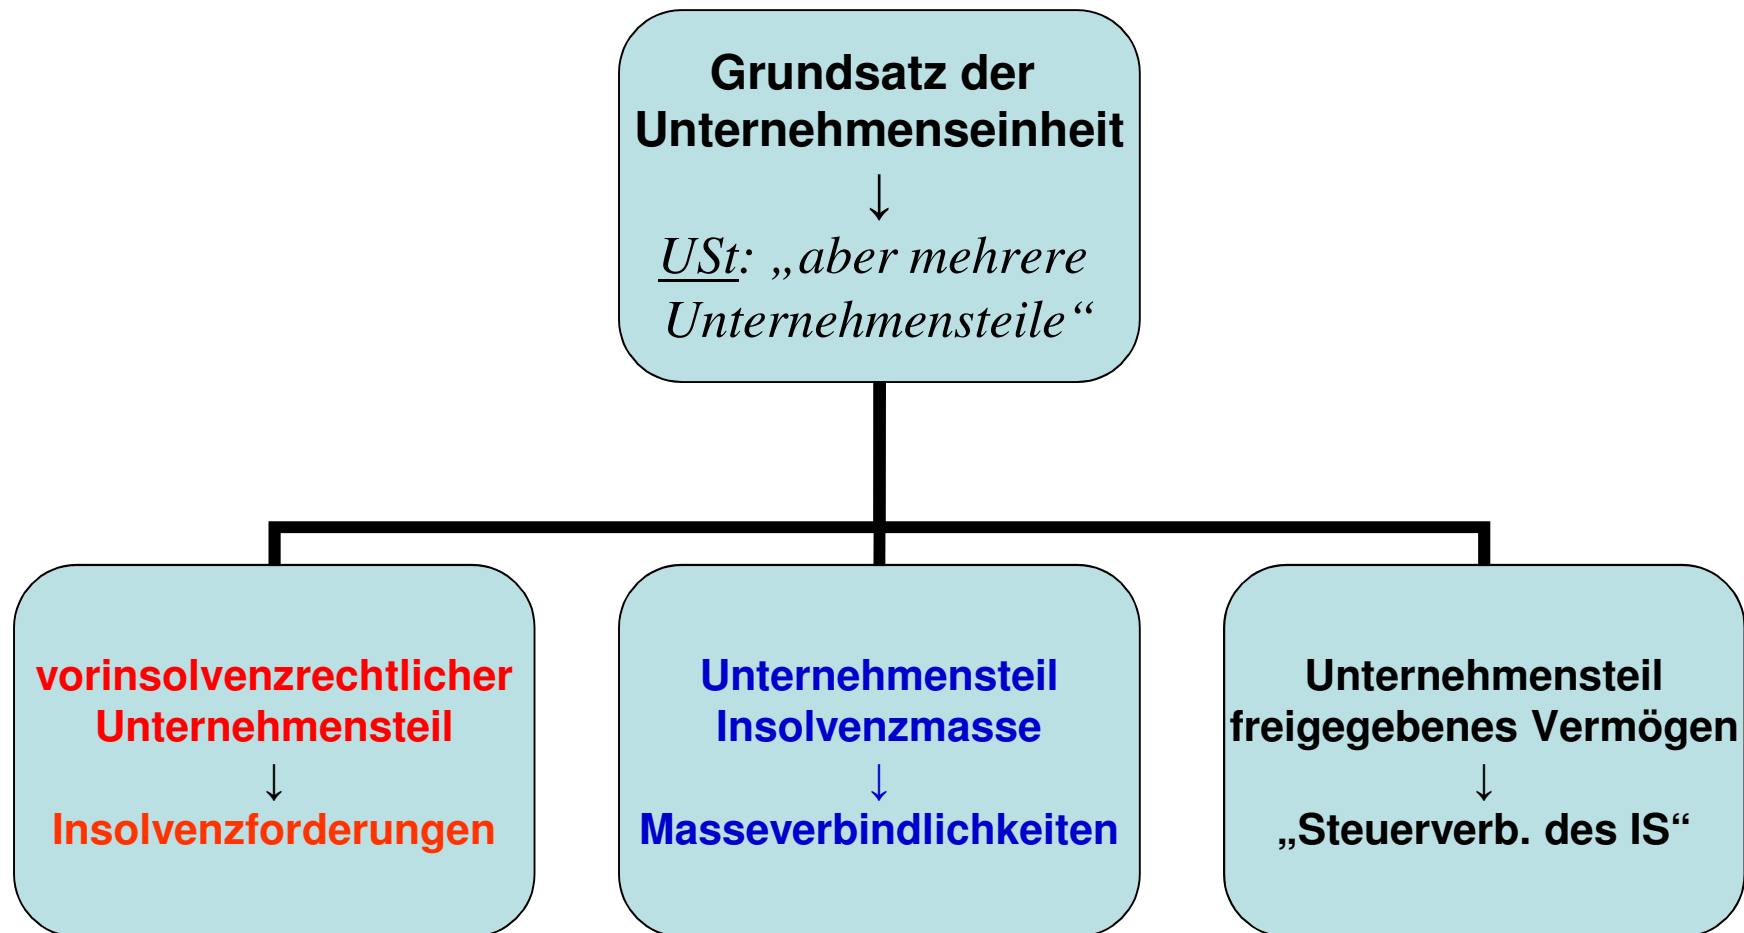 Grundsatz der
Unternehmenseinheit
↓
USt: „aber mehrere
Unternehmensteile“
vorinsolvenzrechtlicher
Unternehmensteil
↓
Insolvenzforderungen
Unternehmensteil
Insolvenzmasse
↓
Masseverbindlichkeiten
Unternehmensteil
freigegebenes Vermögen
↓
„Steuerverb. des IS“